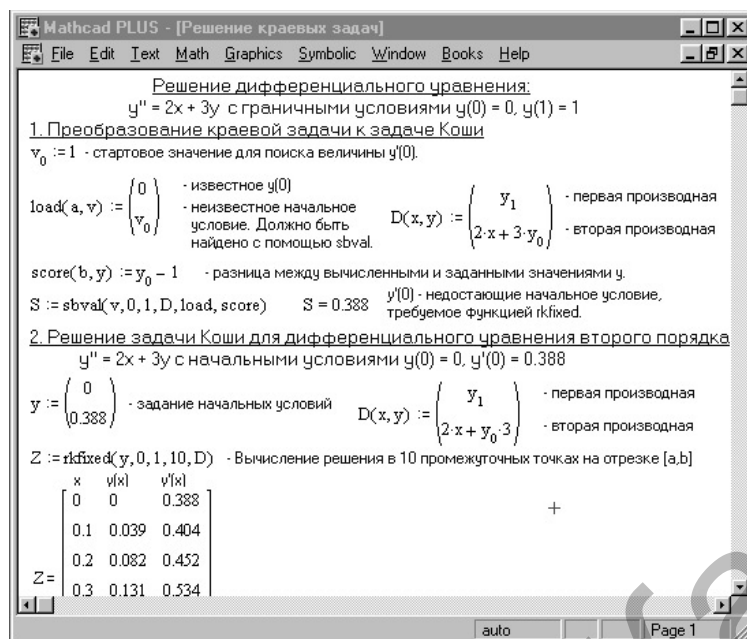 Mathcad PLUS - [Решение краевых задач]
File Edit Text Math Graphics Symbolic Window Books Help
Решение дифференциального уравнения:
y'' = 2x + 3y с граничными условиями y(0) = 0, y(1) = 1
1. Преобразование краевой задачи к задаче Коши
v₀ := 1 - стартовое значение для поиска величины y'(0).
load(a, v) := (0 v₀)
- известное y(0)
- неизвестное начальное
условие. Должно быть
найдено с помощью sbval.
D(x, y) := (y₁ 2·x + 3·y₀)
- первая производная
- вторая производная
score(b, y) := y₀ − 1 - разница между вычисленными и заданными значениями y.
S := sbval(v, 0, 1, D, load, score) S = 0.388
y'(0) - недостающие начальное условие,
требуемое функцией rkfixed.
2. Решение задачи Коши для дифференциального уравнения второго порядка
y'' = 2x + 3y с начальными условиями y(0) = 0, y'(0) = 0.388
y := (0 0.388) - задание начальных условий
D(x, y) := (y₁ 2·x + y₀·3)
- первая производная
- вторая производная
Z := rkfixed(y, 0, 1, 10, D) - Вычисление решения в 10 промежуточных точках на отрезке [a,b]
x y(x) y'(x)
0 0 0.388
0.1 0.039 0.404
0.2 0.082 0.452
Z =
0.3 0.131 0.534
auto
Page 1